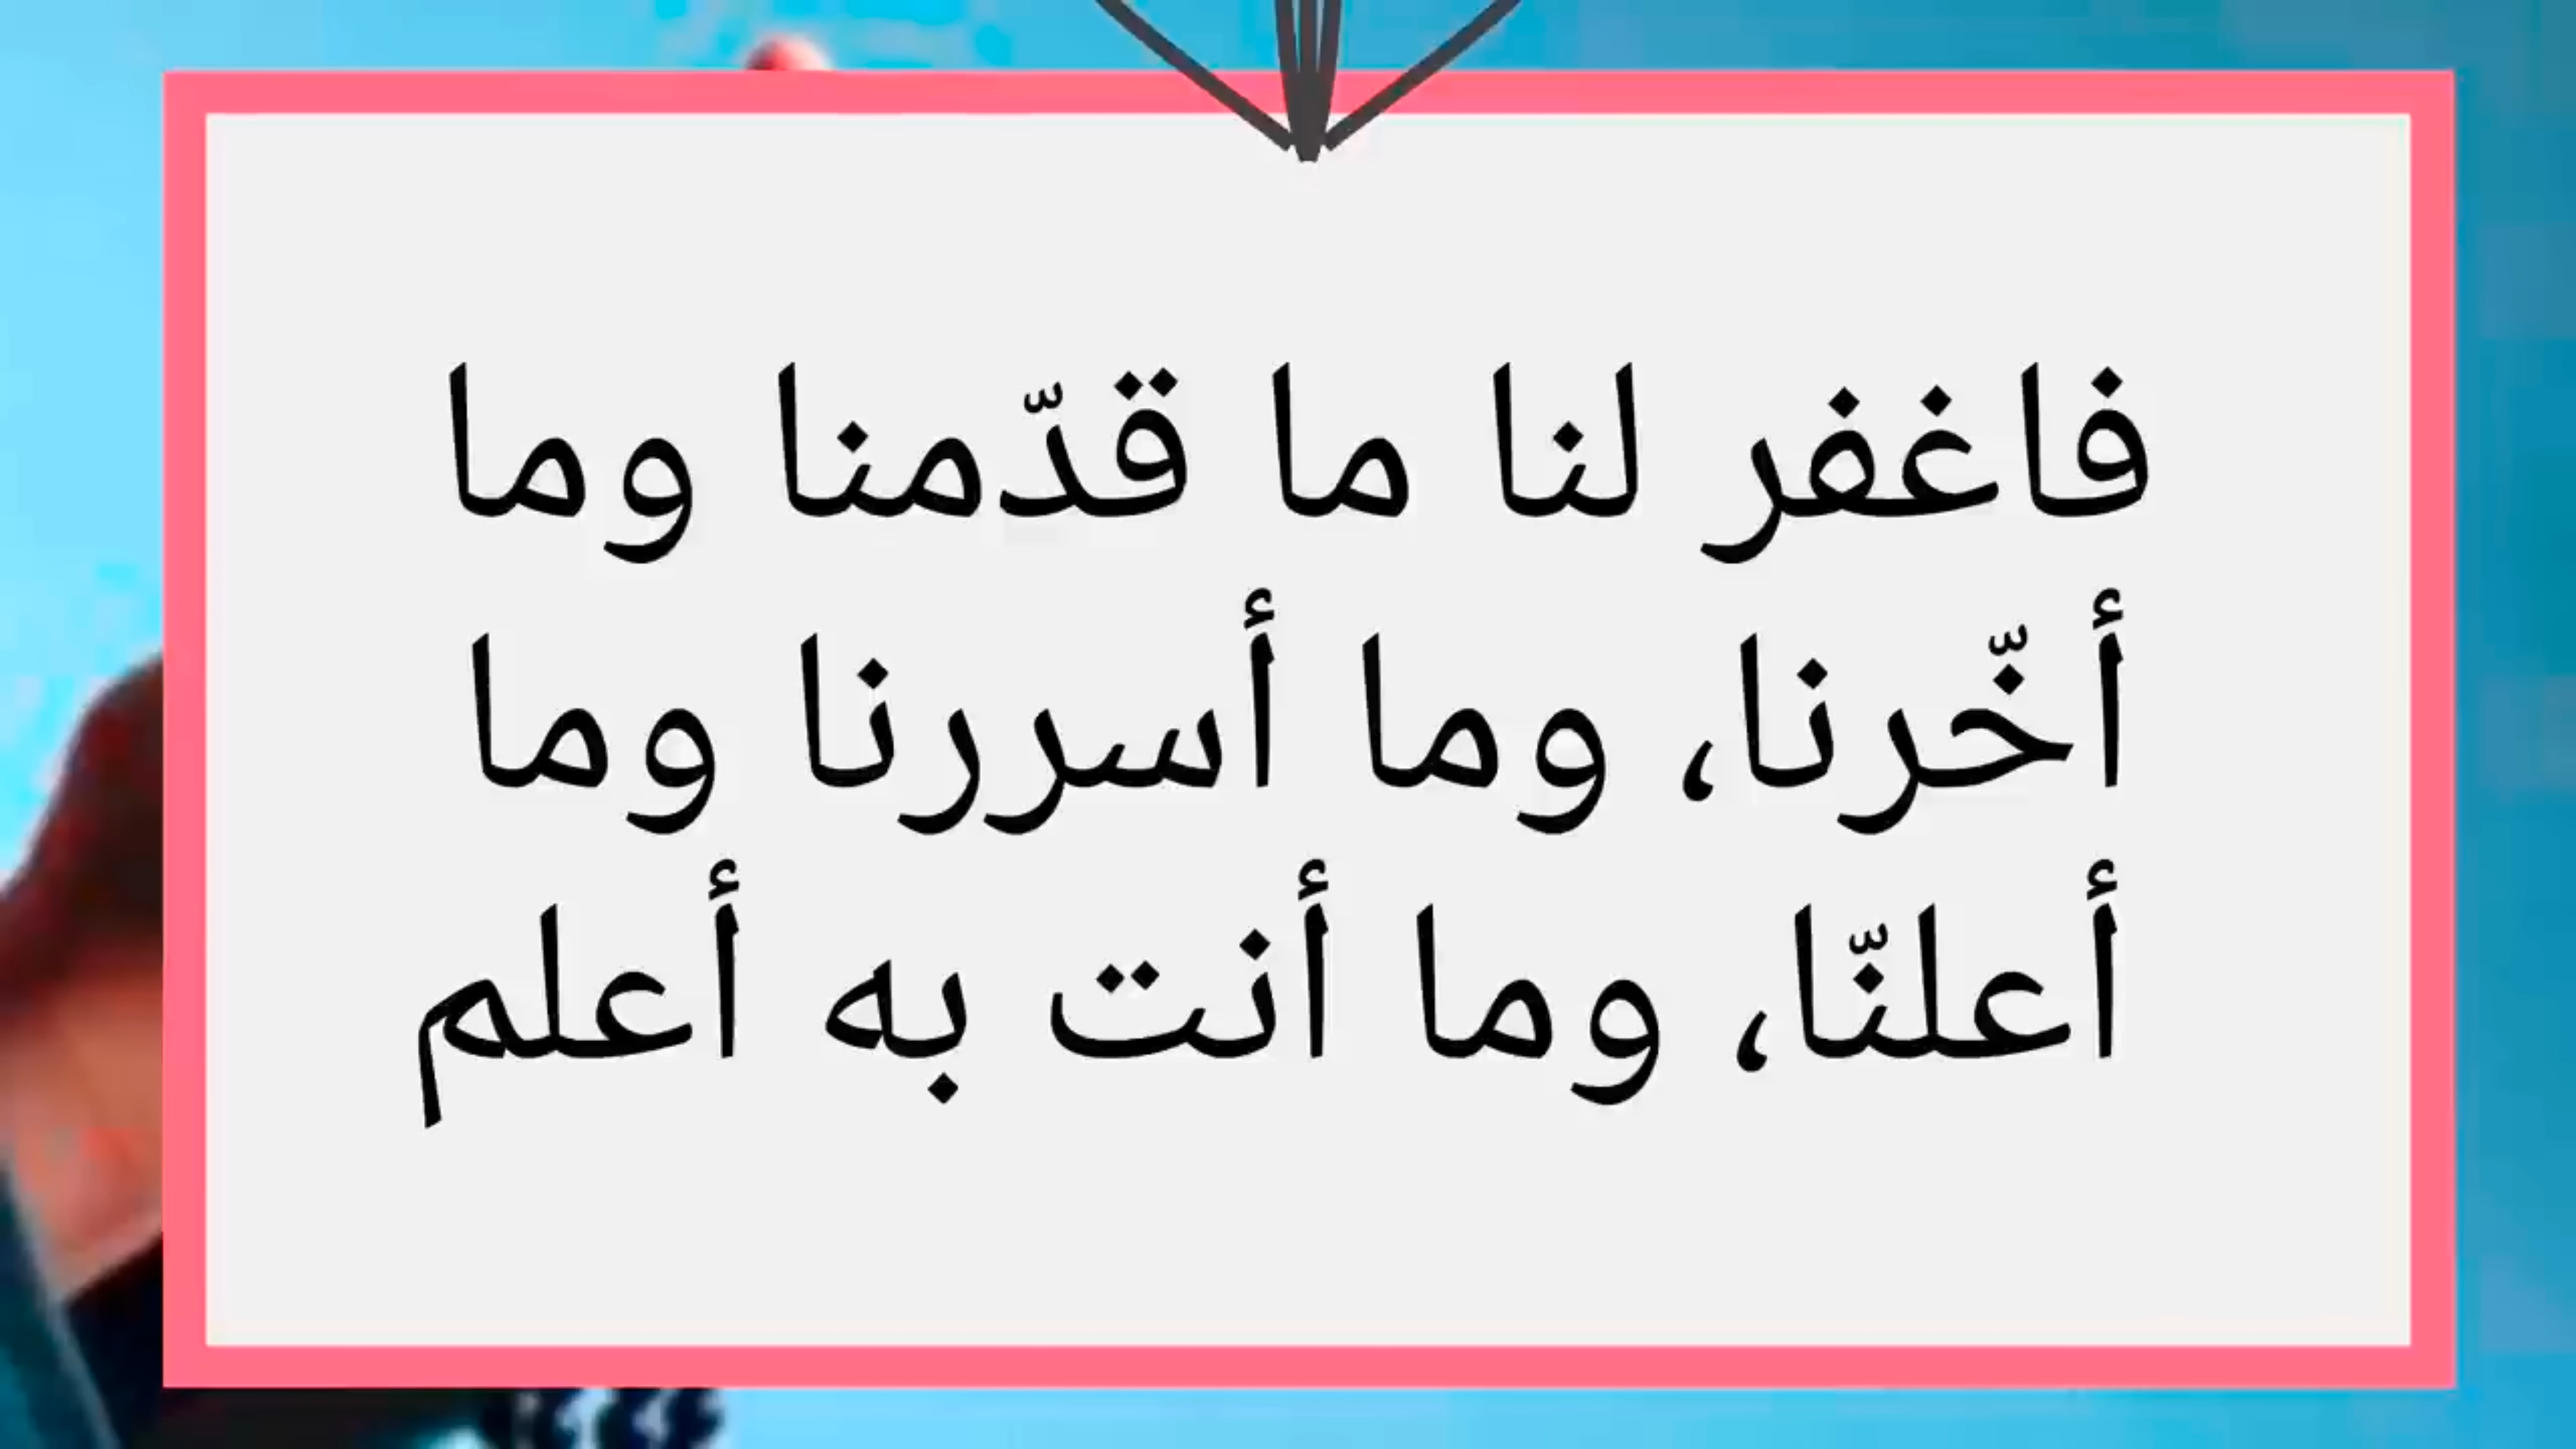 فاغفر لنا ما قدّمنا وما
أخّرنا، وما أسررنا وما
أعلنّا، وما أنت به أعلم